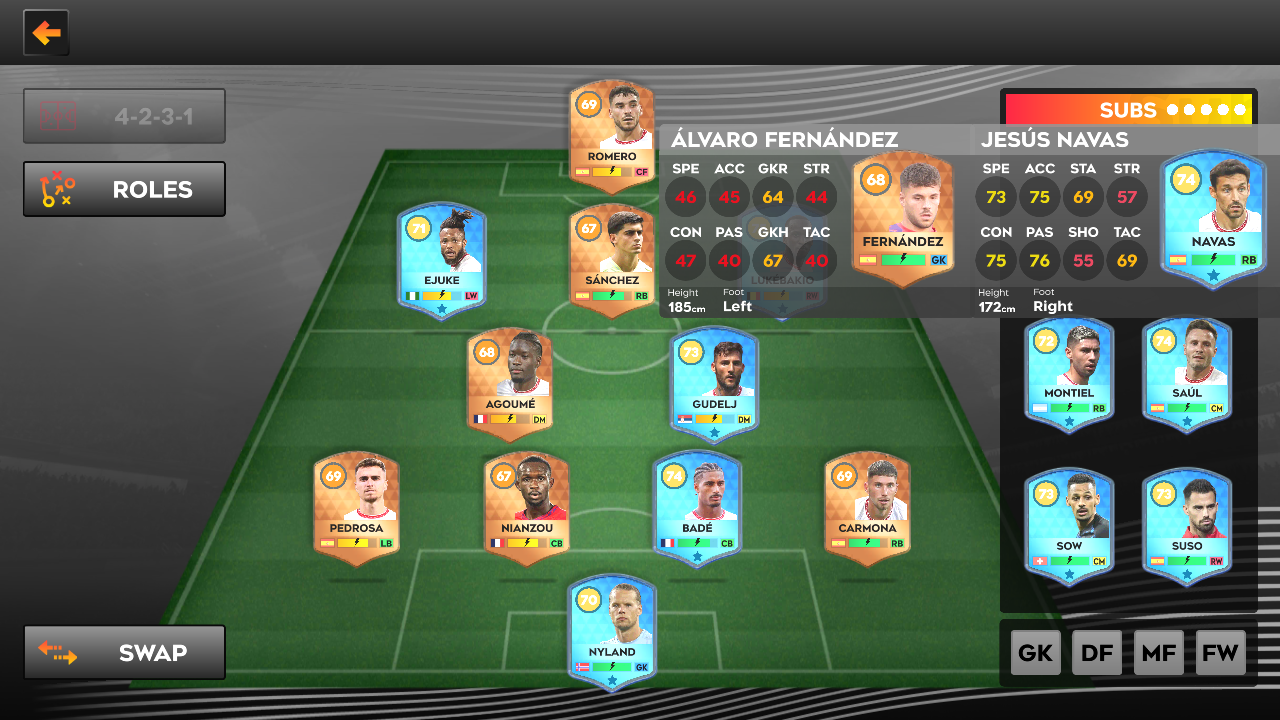 4-2-3-1
ROLES
SUBS
69
ROMERO
CF
ÁLVARO FERNÁNDEZ
SPE ACC GKR STR
46 45 64 44
CON PAS GKH TAC
47 40 67 40
Height
185cm
Foot
Left
68
FERNÁNDEZ
GK
JESÚS NAVAS
SPE ACC STA STR
73 75 69 57
CON PAS SHO TAC
75 76 55 69
Height
172cm
Foot
Right
74
NAVAS
RB
71
EJUKE
LW
67
SÁNCHEZ
RB
LUKEBAKIO
RW
68
AGOUMÉ
DM
73
GUDELJ
DM
72
MONTIEL
RB
74
SAÚL
CM
69
PEDROSA
LB
67
NIANZOU
CB
74
BADÉ
CB
69
CARMONA
RB
73
SOW
CM
73
SUSO
RW
70
NYLAND
GK
SWAP
GK DF MF FW